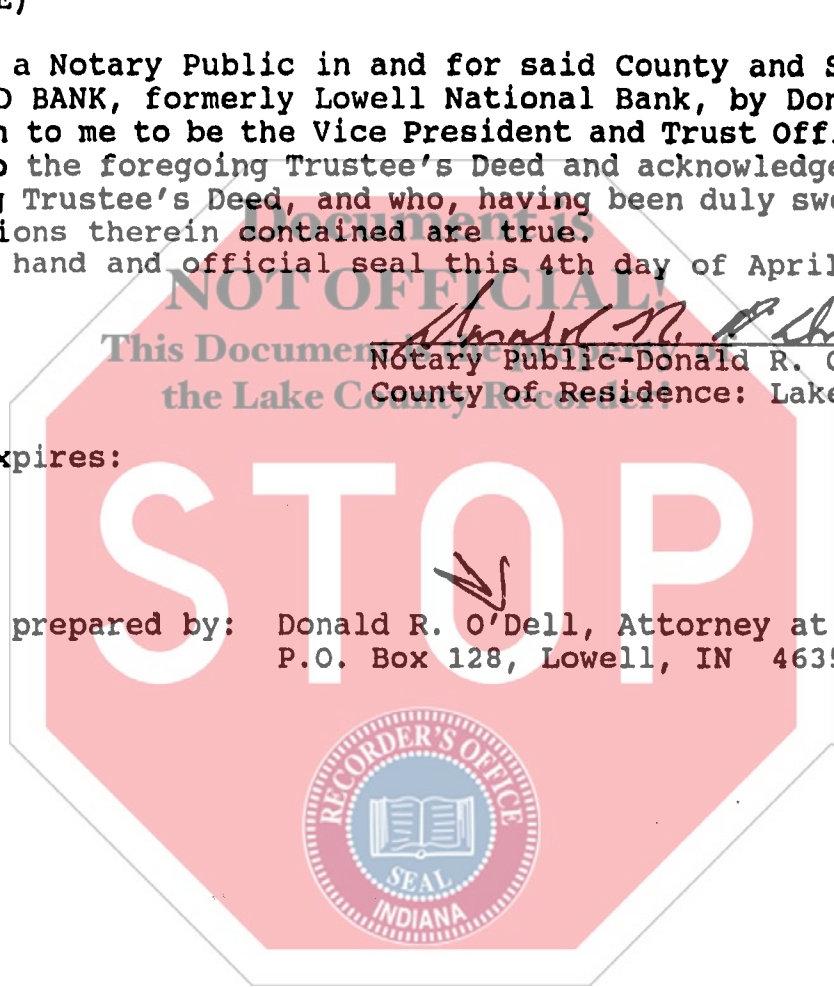 E)
a Notary Public in and for said County and S
D BANK, formerly Lowell National Bank, by Don
n to me to be the Vice President and Trust Off
o the foregoing Trustee's Deed and acknowledge
g Trustee's Deed, and who, having been duly swo
ions therein contained are true.
hand and official seal this 4th day of April
Document is
NOT OFFICIAL!
This Document is the property of
the Lake County Recorder!
Notary Public-Donald R. O
County of Residence: Lake
xpires:
STOP
prepared by: Donald R. O'Dell, Attorney at
P.O. Box 128, Lowell, IN 4635
RECORDER'S OFFICE
SEAL
INDIANA